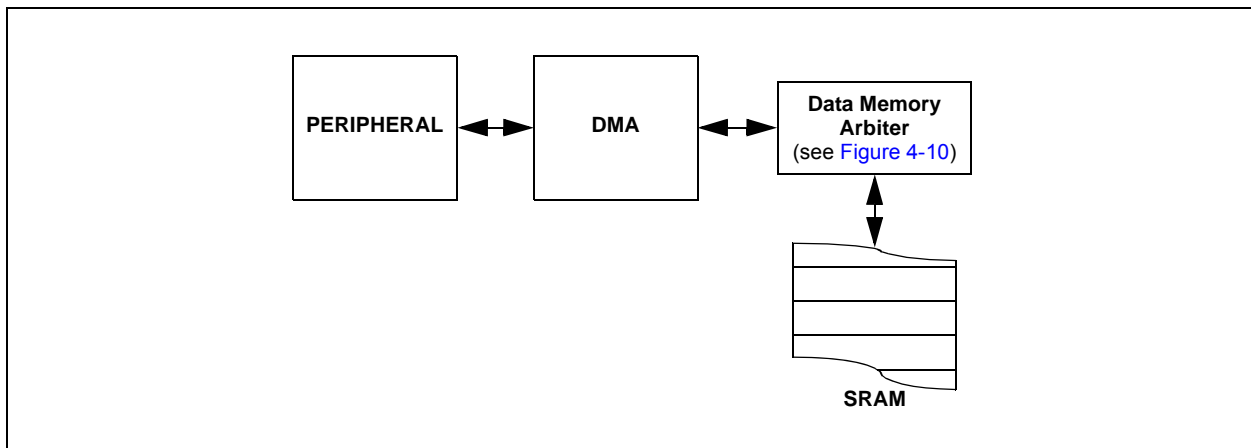 PERIPHERAL
DMA
Data Memory
Arbiter
(see Figure 4-10)
SRAM